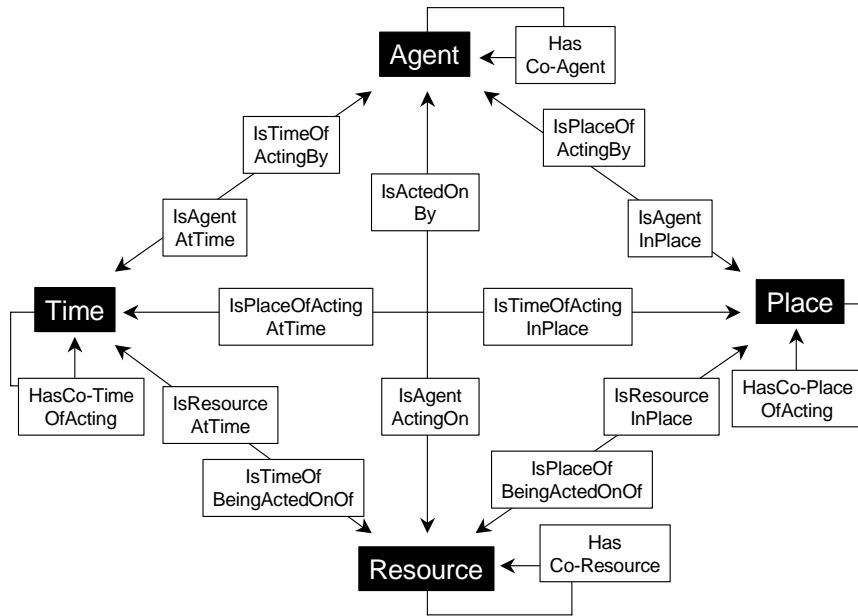 Agent
Has
Co-Agent
IsTimeOf
ActingBy
IsPlaceOf
ActingBy
IsActedOn
By
IsAgent
AtTime
IsAgent
InPlace
Time
IsPlaceOfActing
AtTime
IsTimeOfActing
InPlace
Place
HasCo-Time
OfActing
IsResource
AtTime
IsAgent
ActingOn
IsResource
InPlace
HasCo-Place
OfActing
IsTimeOf
BeingActedOnOf
IsPlaceOf
BeingActedOnOf
Resource
Has
Co-Resource